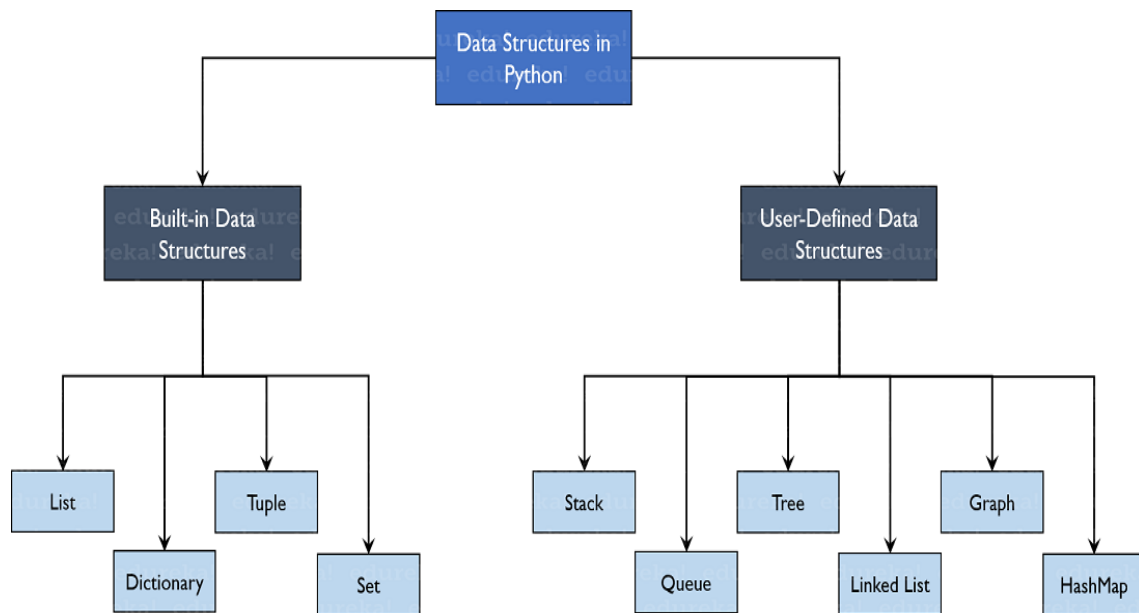 Data Structures in
Python
Built-in Data
Structures
User-Defined Data
Structures
List
Tuple
Stack
Tree
Graph
Dictionary
Set
Queue
Linked List
HashMap